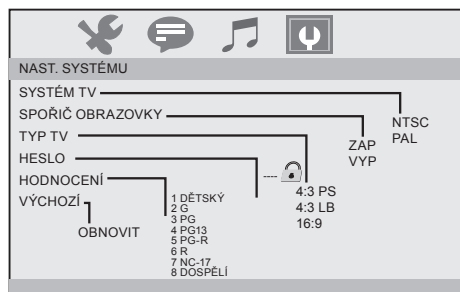 NAST. SYSTÉMU
SYSTÉM TV
NTSC
PAL
SPOŘIČ OBRAZOVKY
ZAP
VYP
TYP TV
4:3 PS
4:3 LB
16:9
HESLO
----
HODNOCENÍ
1 DĚTSKÝ
2 G
3 PG
4 PG13
5 PG-R
6 R
7 NC-17
8 DOSPĚLÍ
VÝCHOZÍ
OBNOVIT